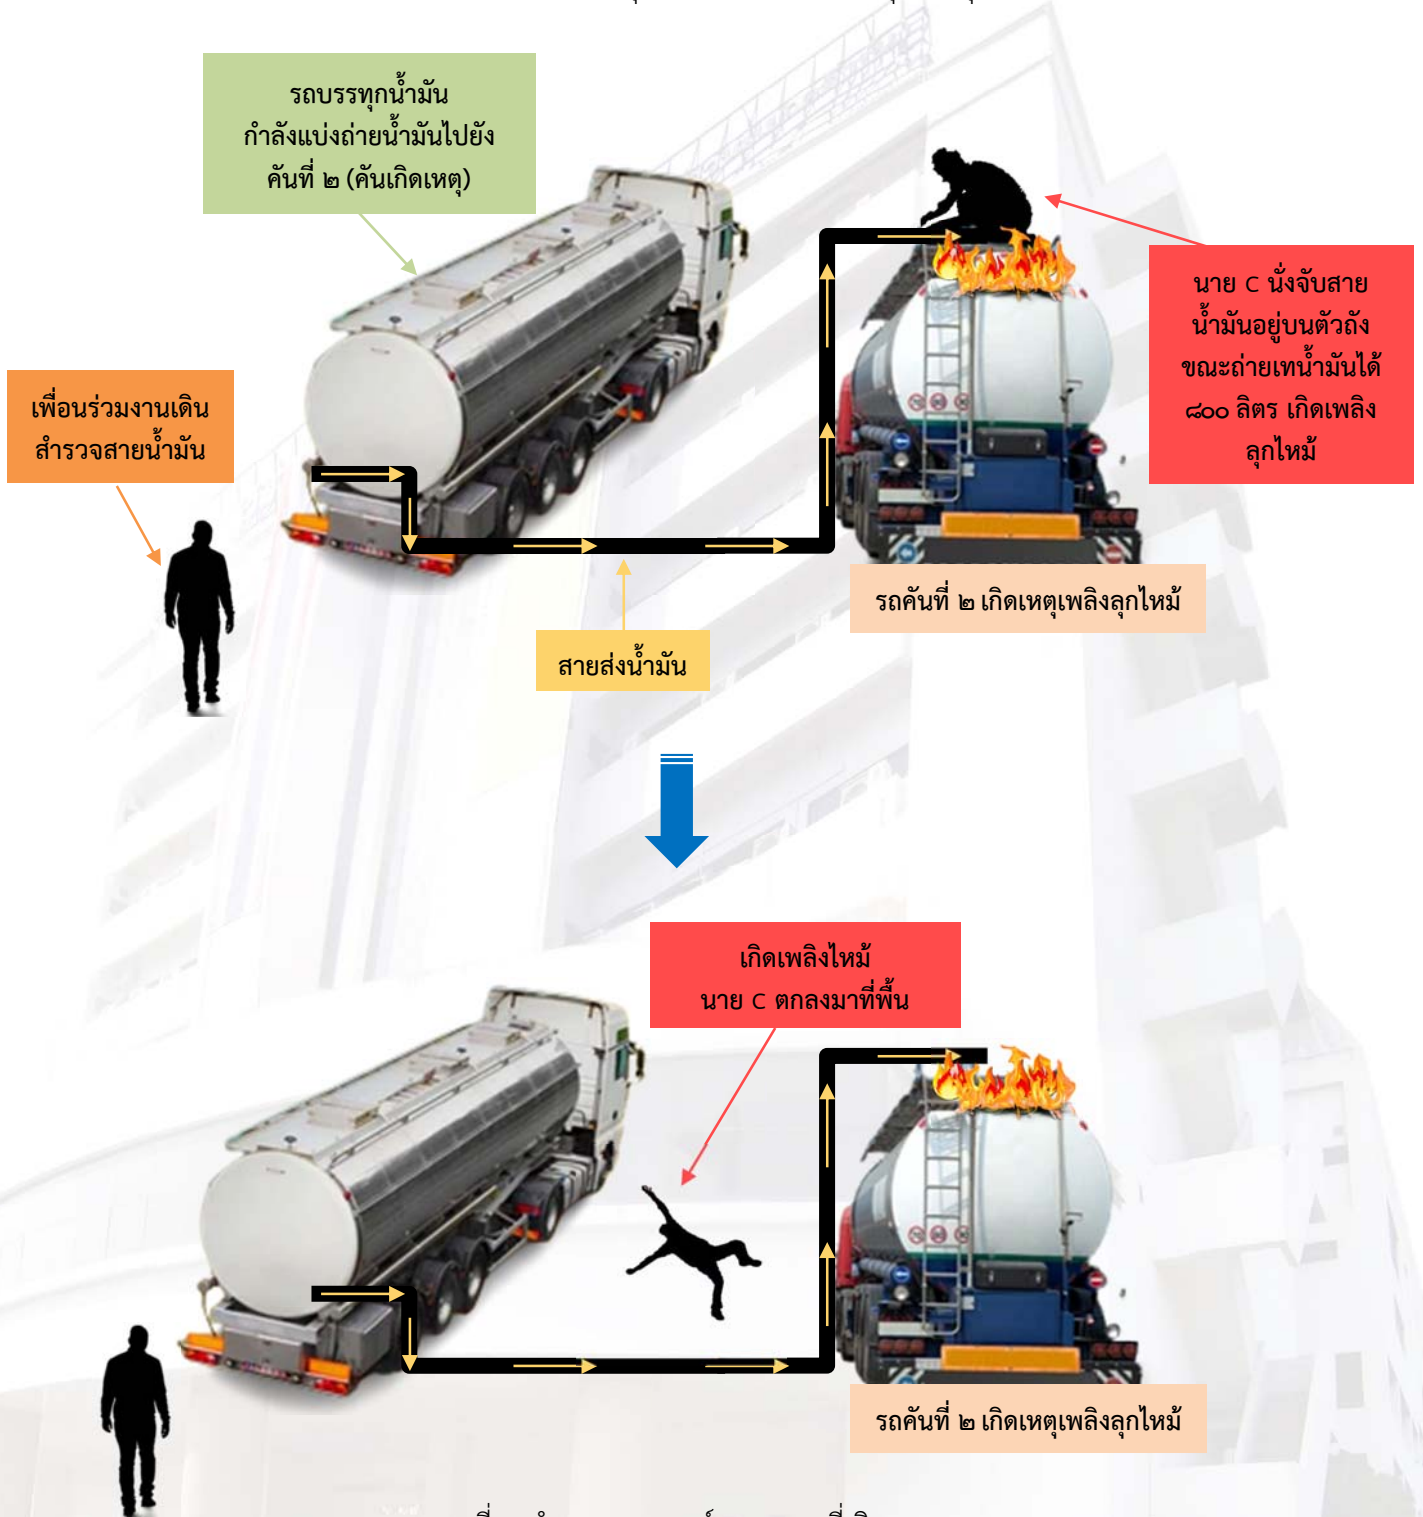 รถบรรทุกน้ำมัน
กำลังแบ่งถ่ายน้ำมันไปยัง
คันที่ ๒ (คันเกิดเหตุ)
นาย C นั่งจับสาย
น้ำมันอยู่บนตัวถัง
ขณะถ่ายเทน้ำมันได้
๘๐๐ ลิตร เกิดเพลิง
ลุกไหม้
เพื่อนร่วมงานเดิน
สำรวจสายน้ำมัน
รถคันที่ ๒ เกิดเหตุเพลิงลุกไหม้
สายส่งน้ำมัน
เกิดเพลิงไหม้
นาย C ตกลงมาที่พื้น
รถคันที่ ๒ เกิดเหตุเพลิงลุกไหม้